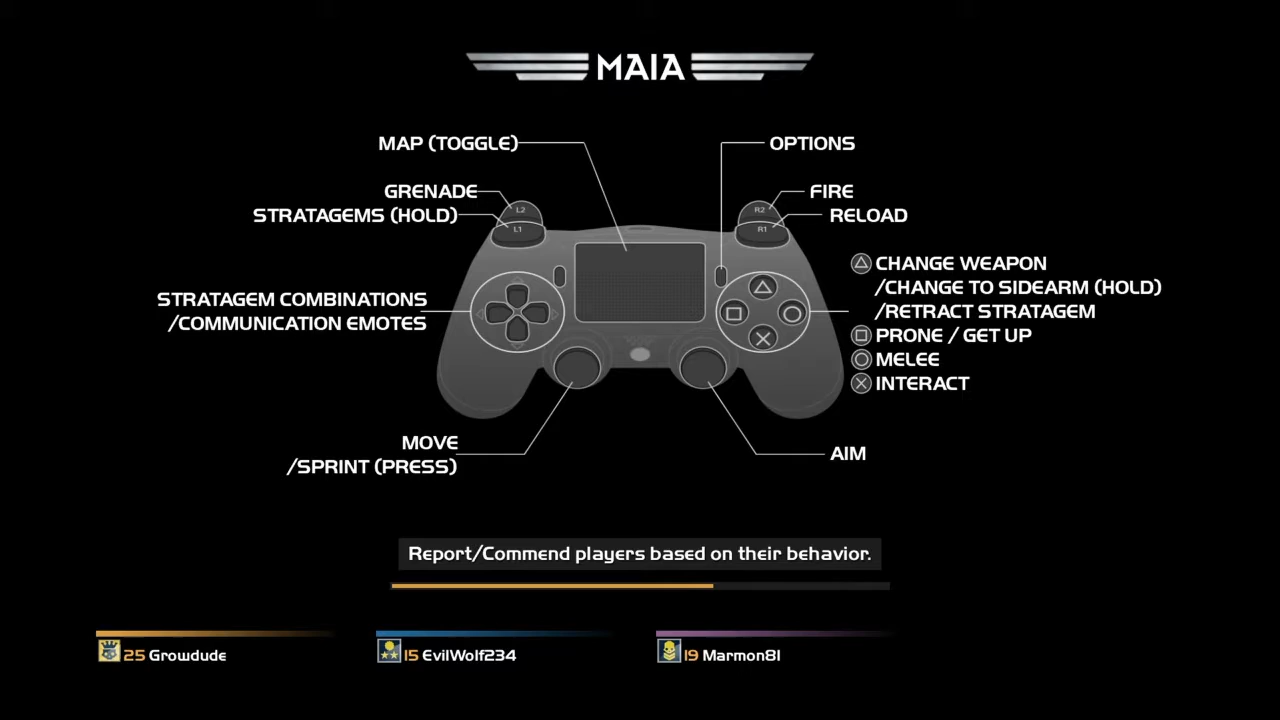 MAIA
MAP (TOGGLE)
OPTIONS
GRENADE
FIRE
STRATAGEMS (HOLD)
RELOAD
L2
L1
R2
R1
CHANGE WEAPON
/CHANGE TO SIDEARM (HOLD)
/RETRACT STRATAGEM
PRONE / GET UP
MELEE
INTERACT
STRATAGEM COMBINATIONS
/COMMUNICATION EMOTES
MOVE
/SPRINT (PRESS)
AIM
Report/Commend players based on their behavior.
25 Growdude
15 EvilWolf234
19 Marmon81